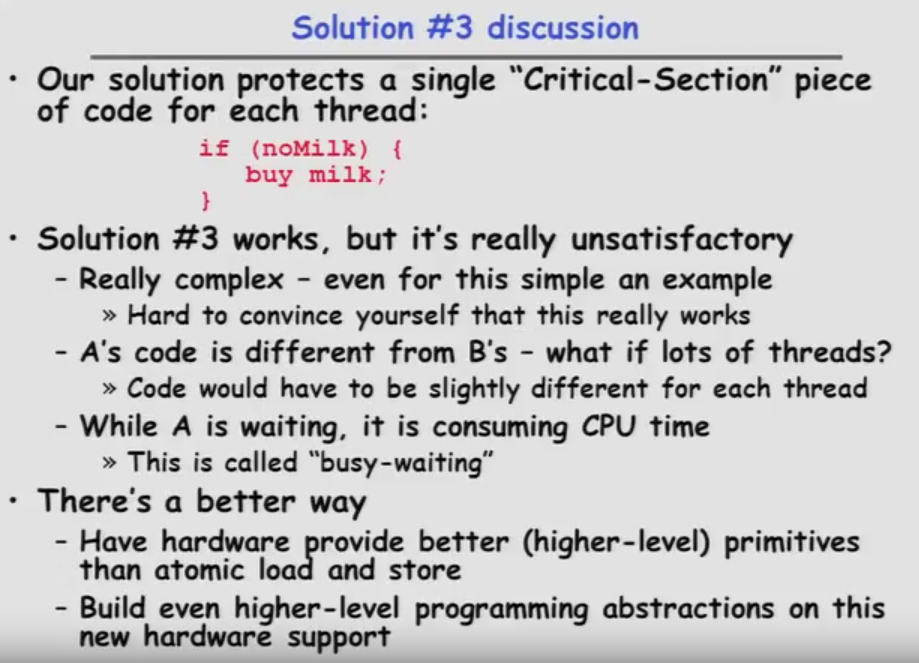 Solution #3 discussion
• Our solution protects a single “Critical-Section” piece
of code for each thread:
if (noMilk) {
buy milk;
}
• Solution #3 works, but it’s really unsatisfactory
– Really complex – even for this simple an example
» Hard to convince yourself that this really works
– A’s code is different from B’s – what if lots of threads?
» Code would have to be slightly different for each thread
– While A is waiting, it is consuming CPU time
» This is called “busy-waiting”
• There’s a better way
– Have hardware provide better (higher-level) primitives
than atomic load and store
– Build even higher-level programming abstractions on this
new hardware support